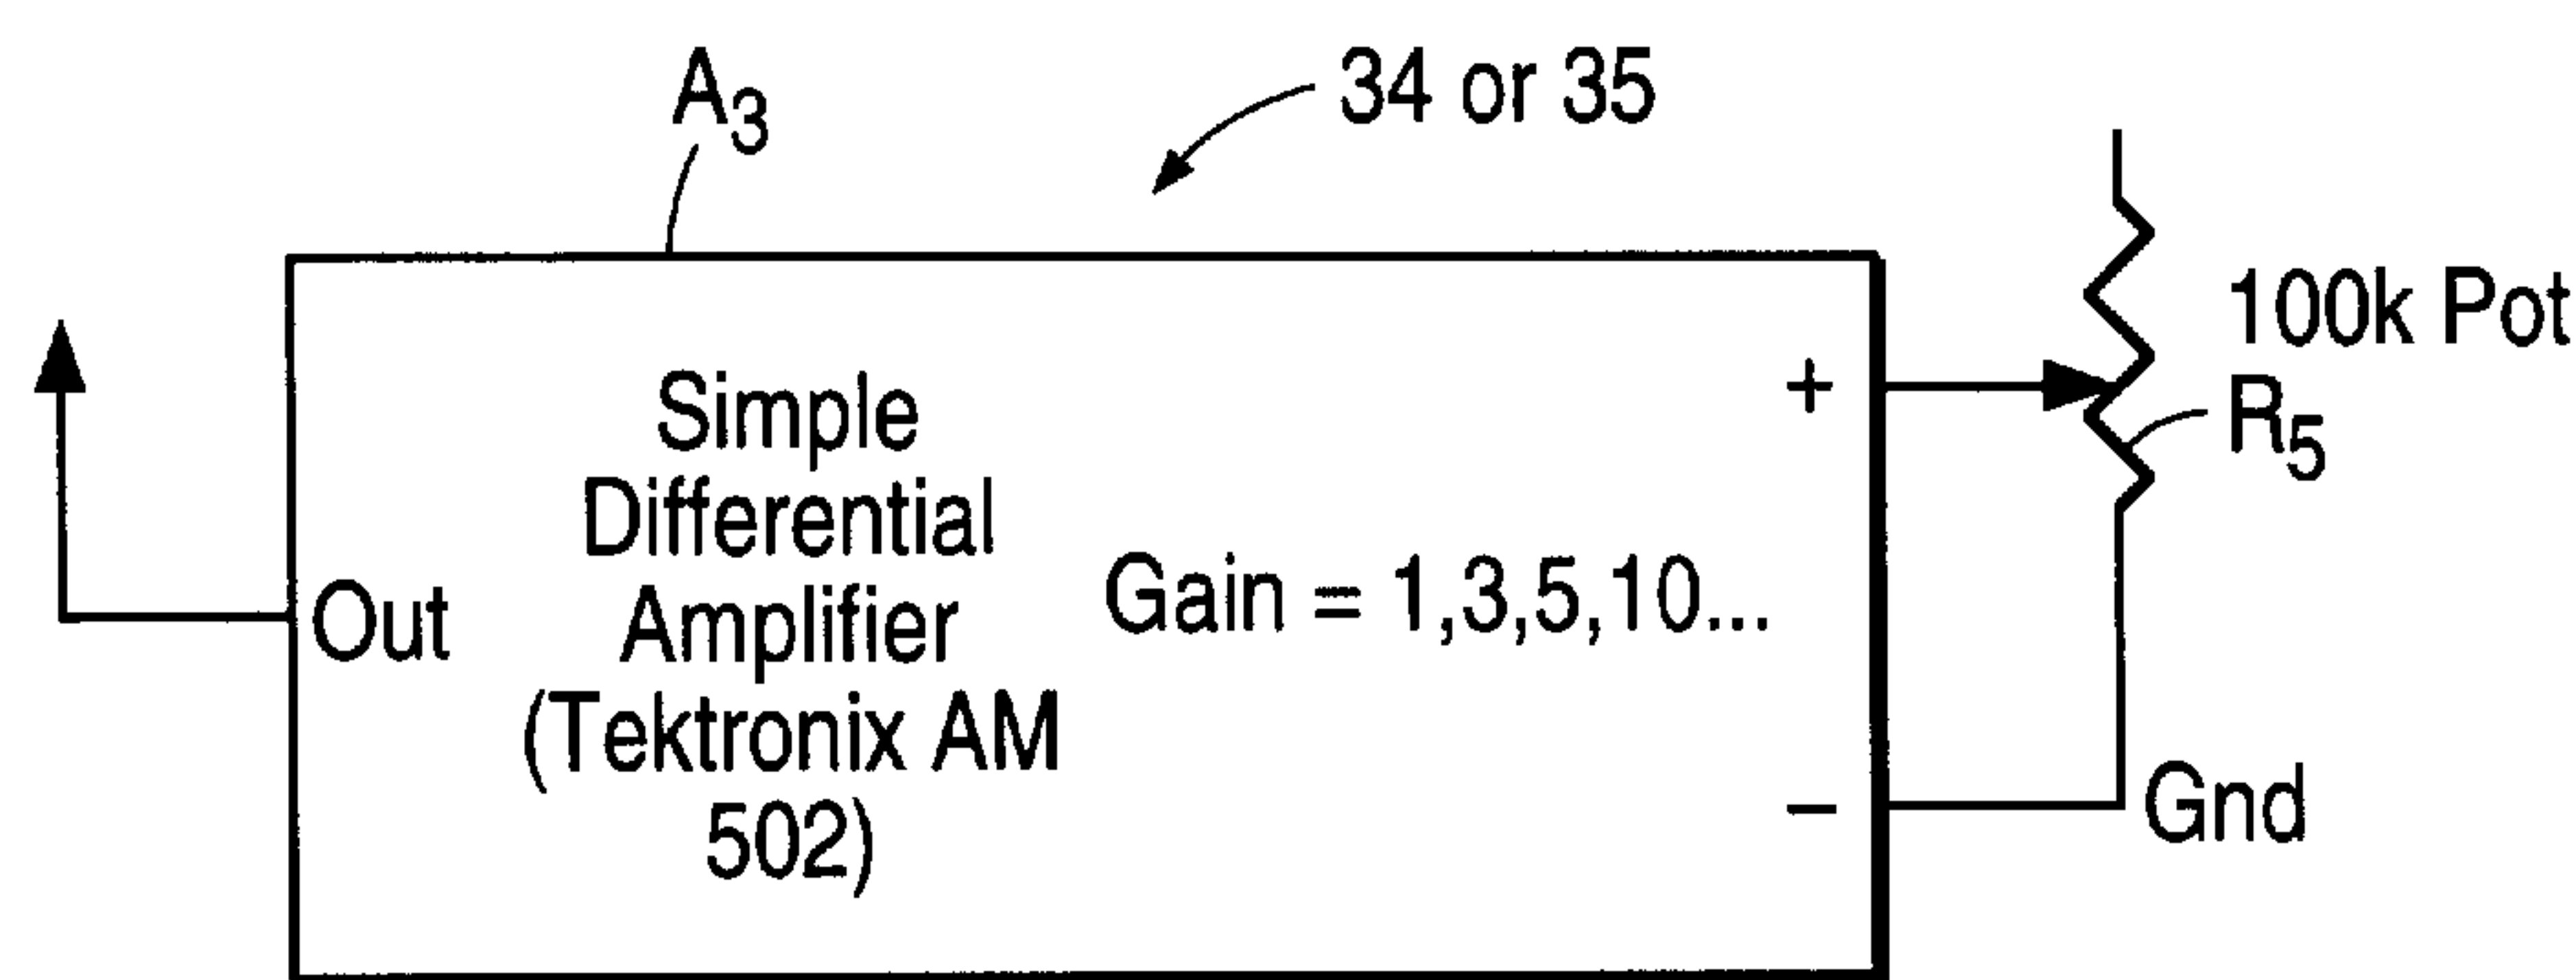 A3
34 or 35
100k Pot
R5
+
Simple
Differential
Amplifier
(Tektronix AM
502)
Gain = 1,3,5,10...
Out
−
Gnd